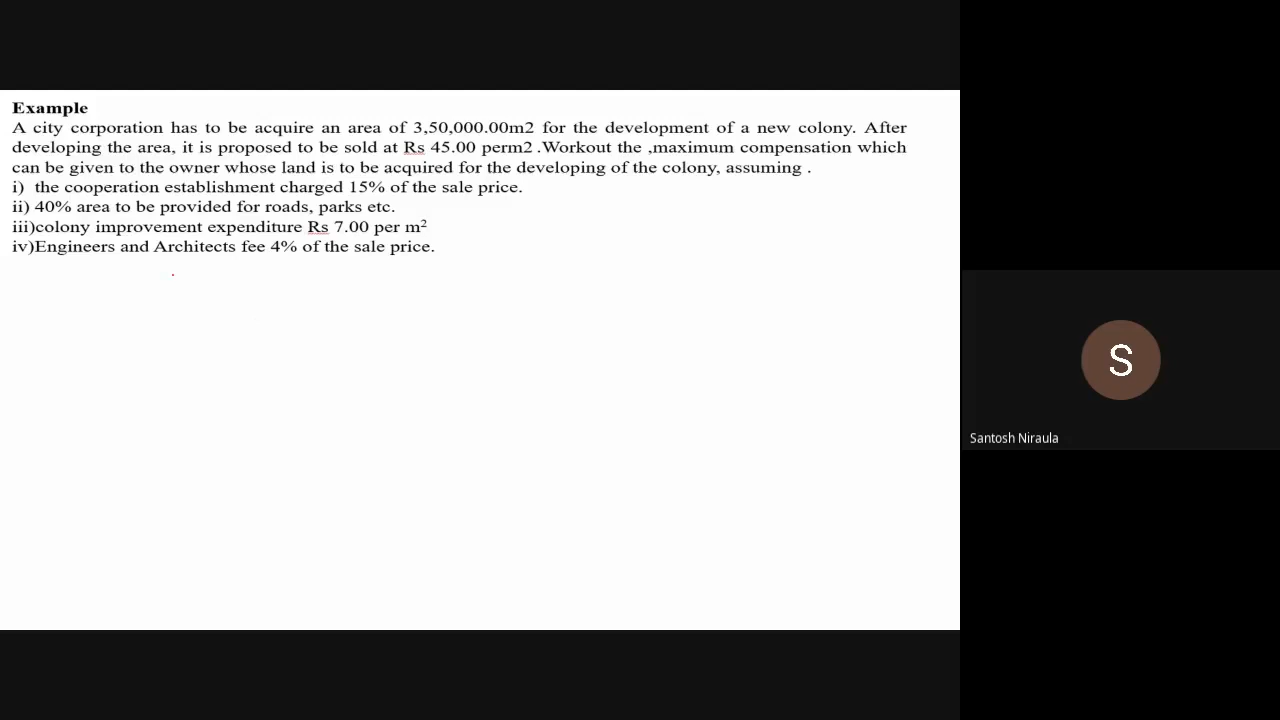 Example
A city corporation has to be acquire an area of 3,50,000.00m2 for the development of a new colony. After
developing the area, it is proposed to be sold at Rs 45.00 perm2 .Workout the ,maximum compensation which
can be given to the owner whose land is to be acquired for the developing of the colony, assuming .
i) the cooperation establishment charged 15% of the sale price.
ii) 40% area to be provided for roads, parks etc.
iii)colony improvement expenditure Rs 7.00 per m²
iv)Engineers and Architects fee 4% of the sale price.
S
Santosh Niraula